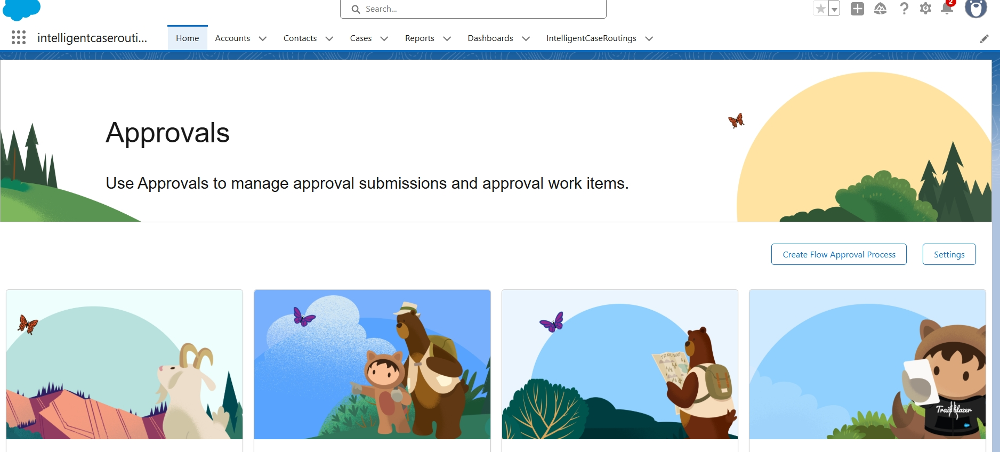 Search...
2
intelligentcaserouti...
Home
Accounts
Contacts
Cases
Reports
Dashboards
IntelligentCaseRoutings
Approvals
Use Approvals to manage approval submissions and approval work items.
Create Flow Approval Process
Settings
TRAILMAP
Trailblazer